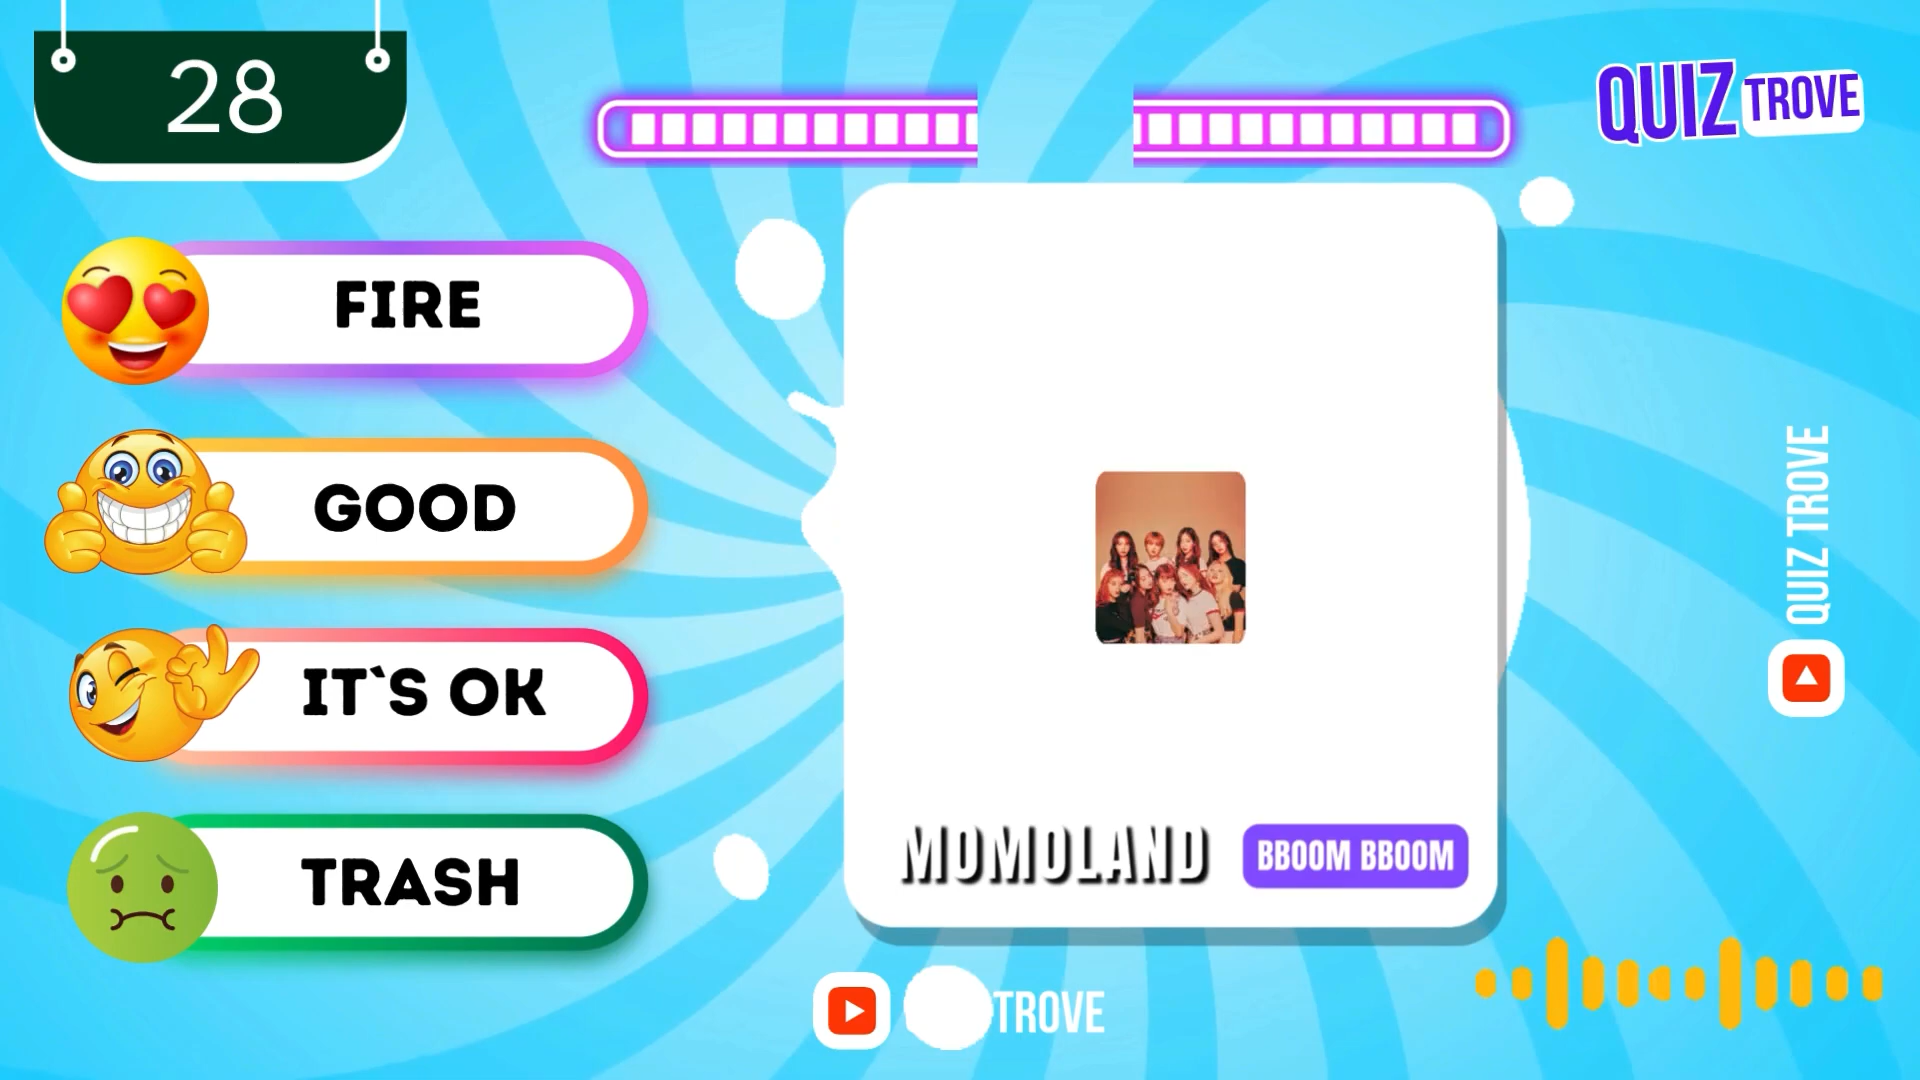 28
QUIZ TROVE
FIRE
GOOD
IT`S OK
TRASH
MOMOLAND
BBOOM BBOOM
QUIZ TROVE
TROVE